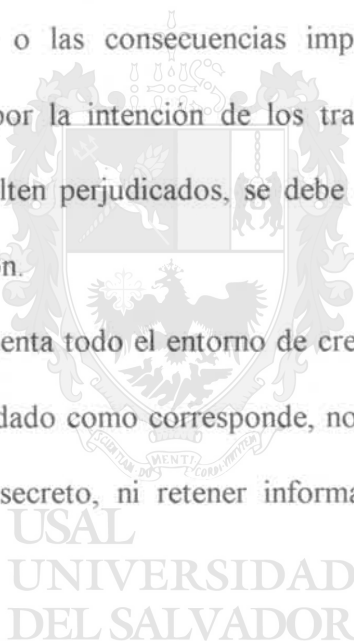 o las consecuencias imp
por la intención de los tra
lten perjudicados, se debe
n.
enta todo el entorno de cre
dado como corresponde, no
secreto, ni retener informa
USAL
UNIVERSIDAD
DEL SALVADOR